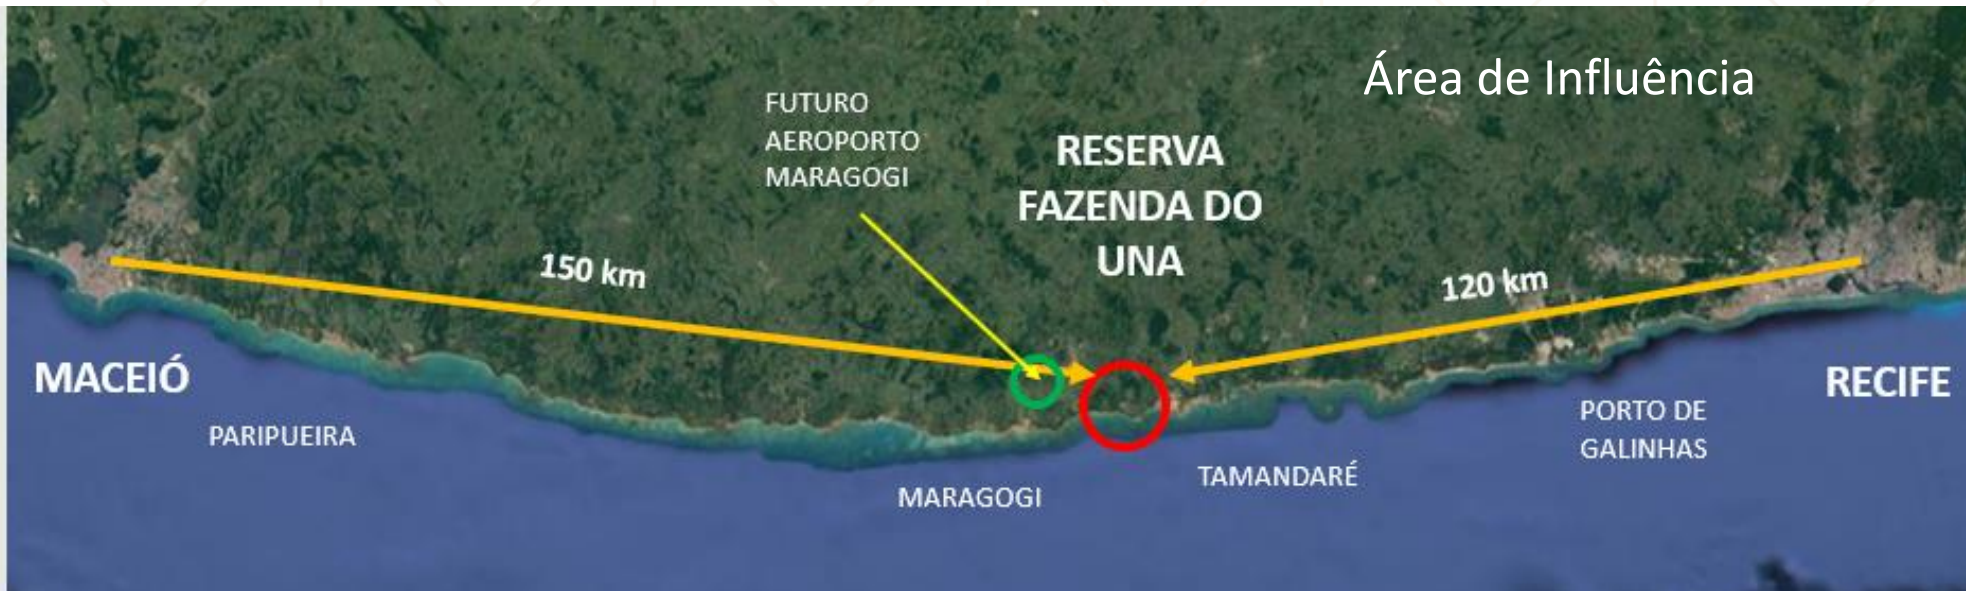 Área de Influência
FUTURO
AEROPORTO
MARAGOGI
RESERVA
FAZENDA DO
UNA
150 km
120 km
MACEIÓ
RECIFE
PARIPUEIRA
PORTO DE
GALINHAS
TAMANDARÉ
MARAGOGI